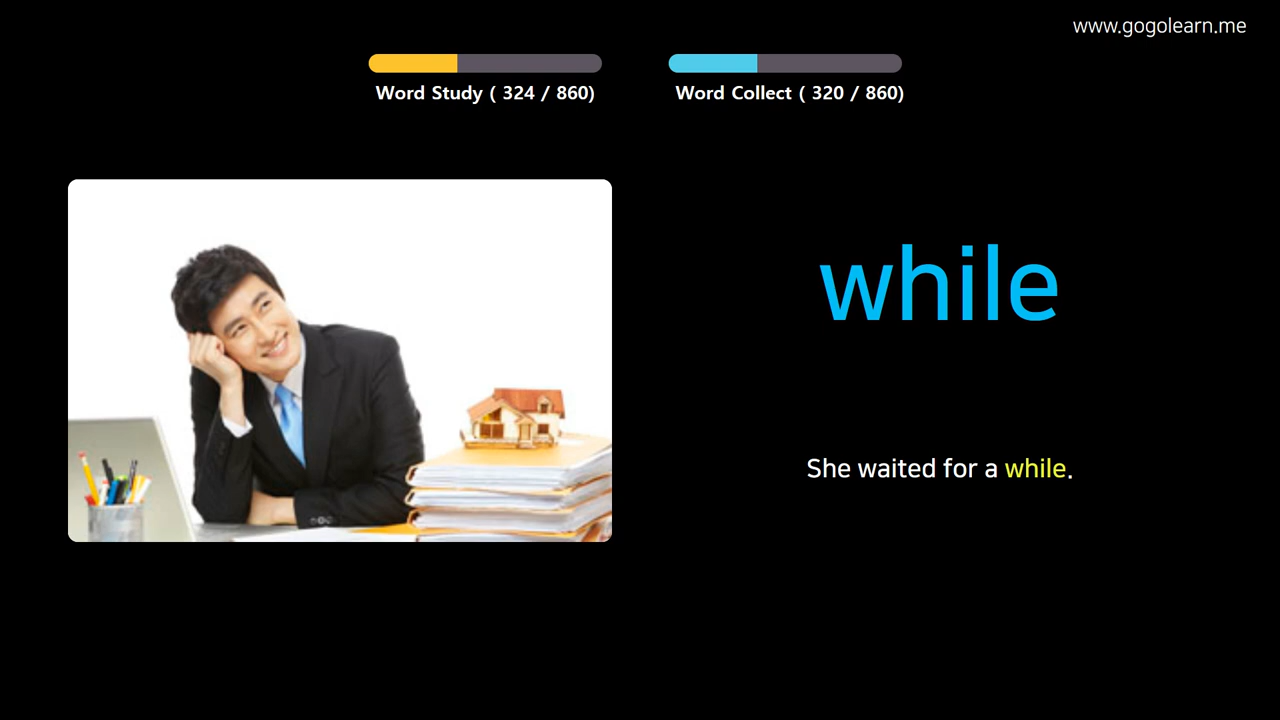 www.gogolearn.me
Word Study ( 324 / 860)
Word Collect ( 320 / 860)
while
She waited for a while.